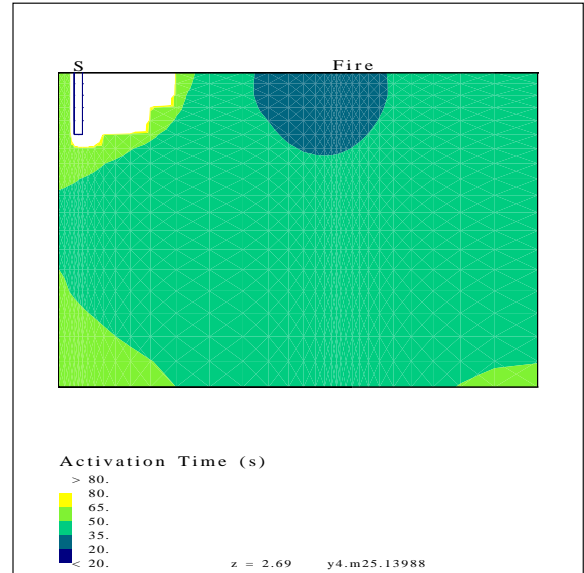 S Fire
Activation Time (s)
> 80.
80.
65.
50.
35.
20.
< 20.
z = 2.69 y4.m25.13988